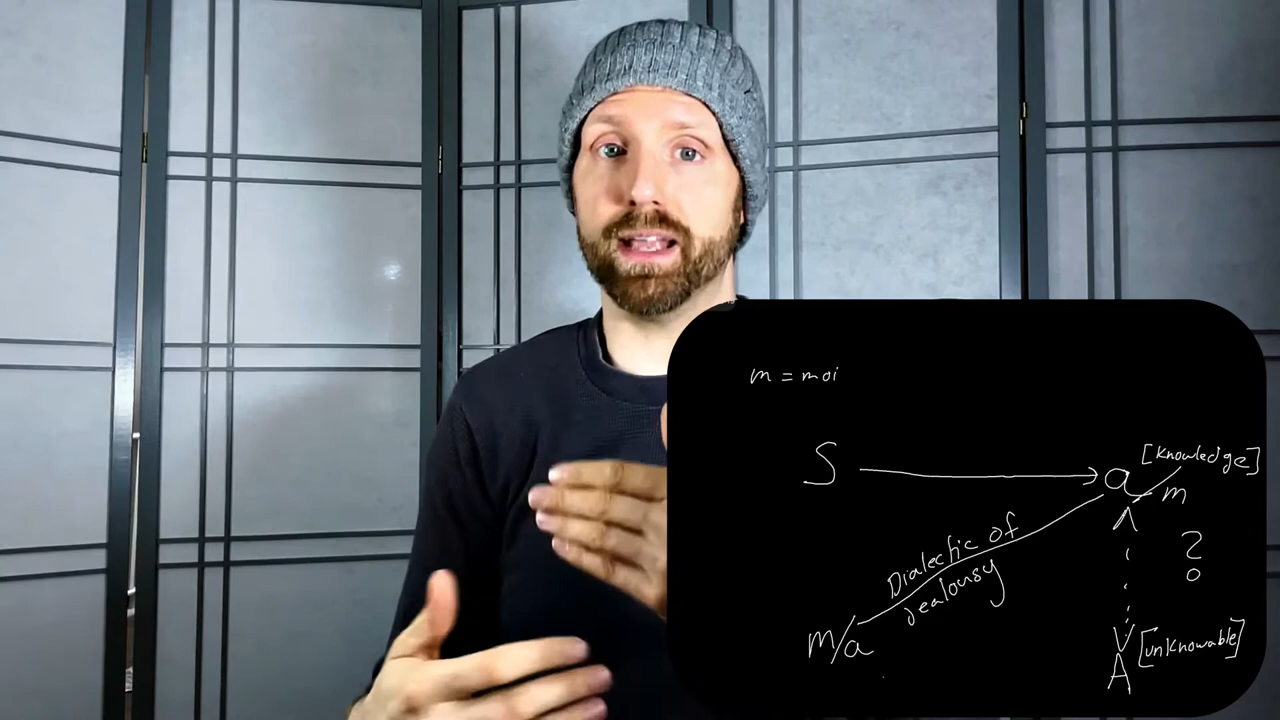 m = moi
S
[Knowledge]
a
m
Dialectic of
Jealousy
?
m/a
[unknowable]
A